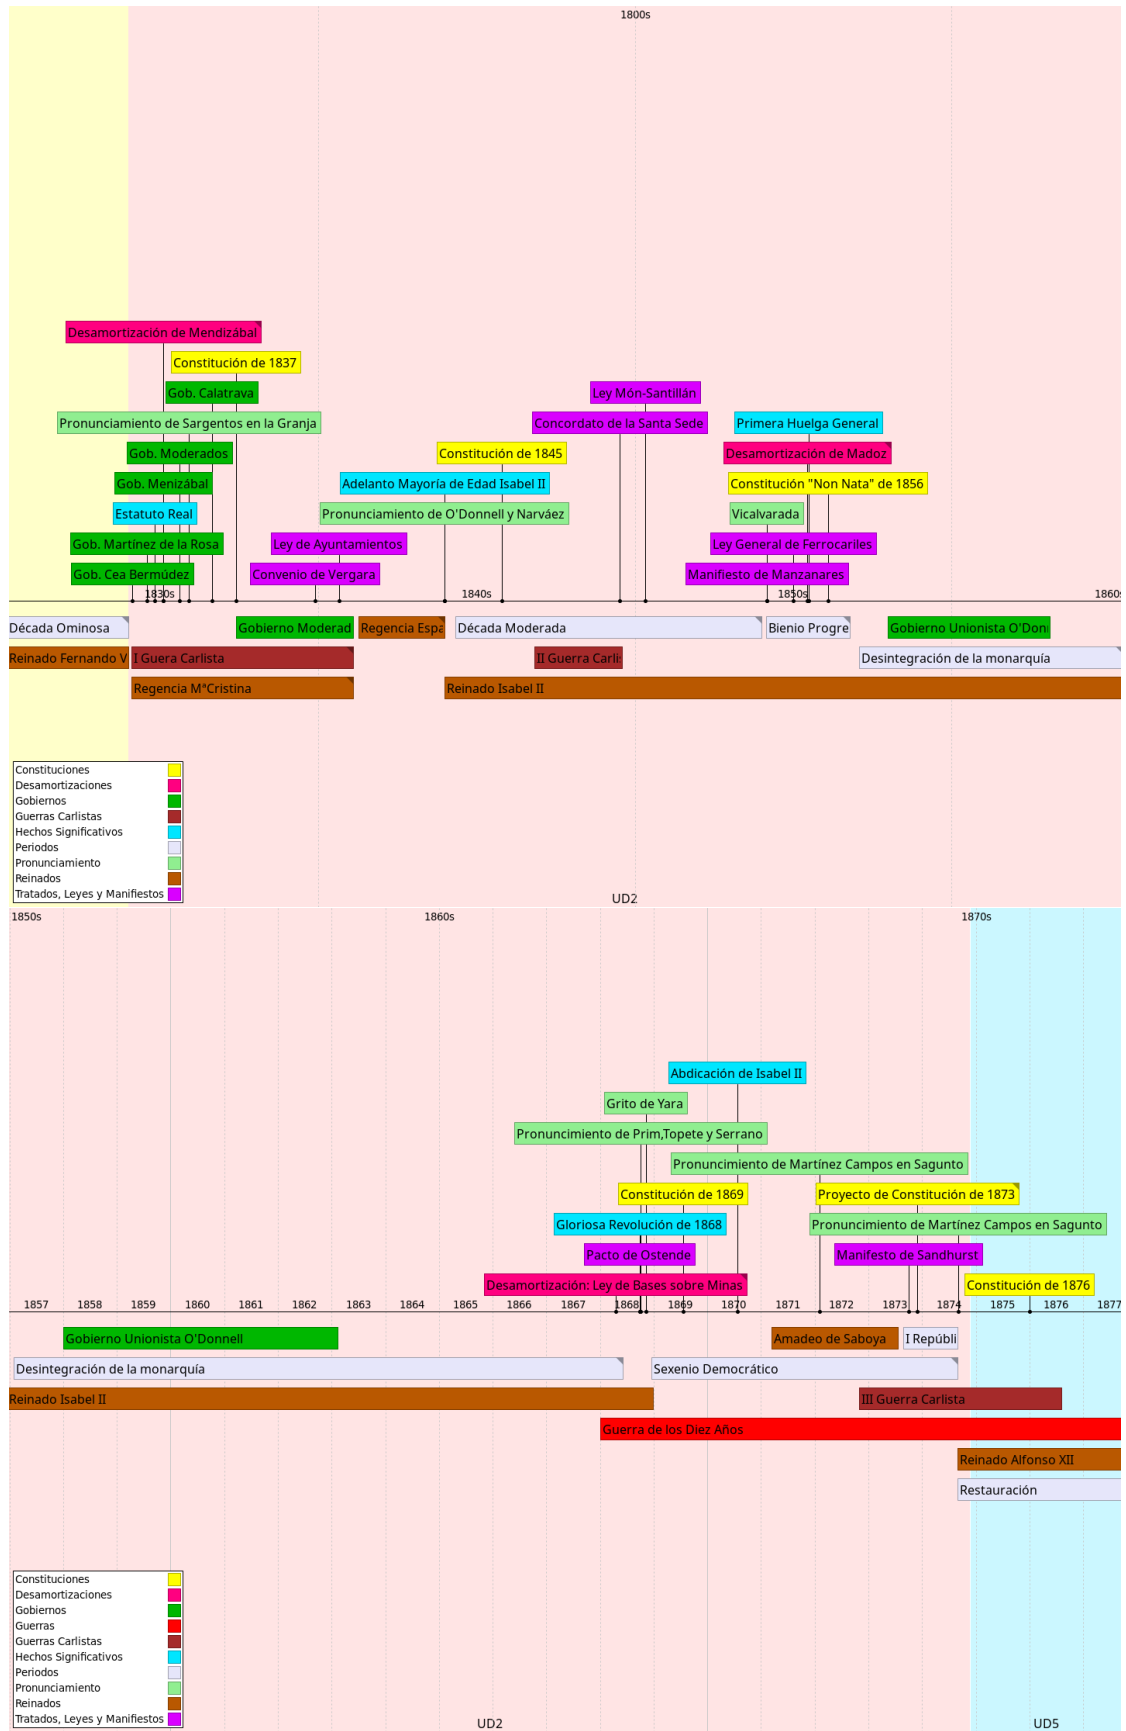 1800s
Desamortización de Mendizábal
Constitución de 1837
Gob. Calatrava
Ley Món-Santillán
Pronunciamiento de Sargentos en la Granja
Concordato de la Santa Sede
Primera Huelga General
Gob. Moderados
Constitución de 1845
Desamortización de Madoz
Gob. Menizábal
Adelanto Mayoría de Edad Isabel II
Constitución "Non Nata" de 1856
Estatuto Real
Pronunciamiento de O'Donnell y Narváez
Vicalvarada
Gob. Martínez de la Rosa
Ley de Ayuntamientos
Ley General de Ferrocariles
Gob. Cea Bermúdez
Convenio de Vergara
Manifiesto de Manzanares
1830s 1840s 1850s 1860s
Década Ominosa
Gobierno Moderad
Regencia Espa
Década Moderada
Bienio Progre
Gobierno Unionista O'Don
Reinado Fernando V
I Guera Carlista
II Guerra Carli
Desintegración de la monarquía
Regencia MªCristina
Reinado Isabel II
Constituciones
Desamortizaciones
Gobiernos
Guerras Carlistas
Hechos Significativos
Periodos
Pronunciamiento
Reinados
Tratados, Leyes y Manifiestos
UD2
1850s 1860s 1870s
Abdicación de Isabel II
Grito de Yara
Pronuncimiento de Prim,Topete y Serrano
Pronuncimiento de Martínez Campos en Sagunto
Constitución de 1869
Proyecto de Constitución de 1873
Gloriosa Revolución de 1868
Pronuncimiento de Martínez Campos en Sagunto
Pacto de Ostende
Manifesto de Sandhurst
Desamortización: Ley de Bases sobre Minas
Constitución de 1876
1857 1858 1859 1860 1861 1862 1863 1864 1865 1866 1867 1868 1869 1870 1871 1872 1873 1874 1875 1876 1877
Gobierno Unionista O'Donnell
Amadeo de Saboya
I Repúbli
Desintegración de la monarquía
Sexenio Democrático
Reinado Isabel II
III Guerra Carlista
Guerra de los Diez Años
Reinado Alfonso XII
Restauración
Constituciones
Desamortizaciones
Gobiernos
Guerras
Guerras Carlistas
Hechos Significativos
Periodos
Pronunciamiento
Reinados
Tratados, Leyes y Manifiestos
UD2
UD5